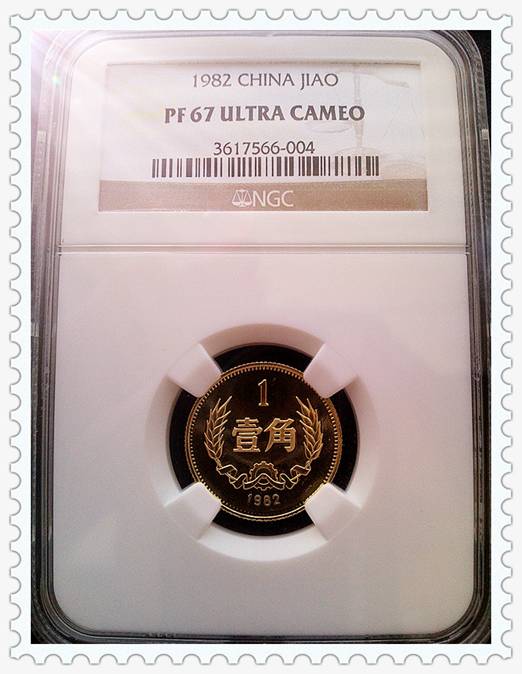 1982 CHINA JIAO
PF 67 ULTRA CAMEO
3617566-004
NGC
1
壹角
1982